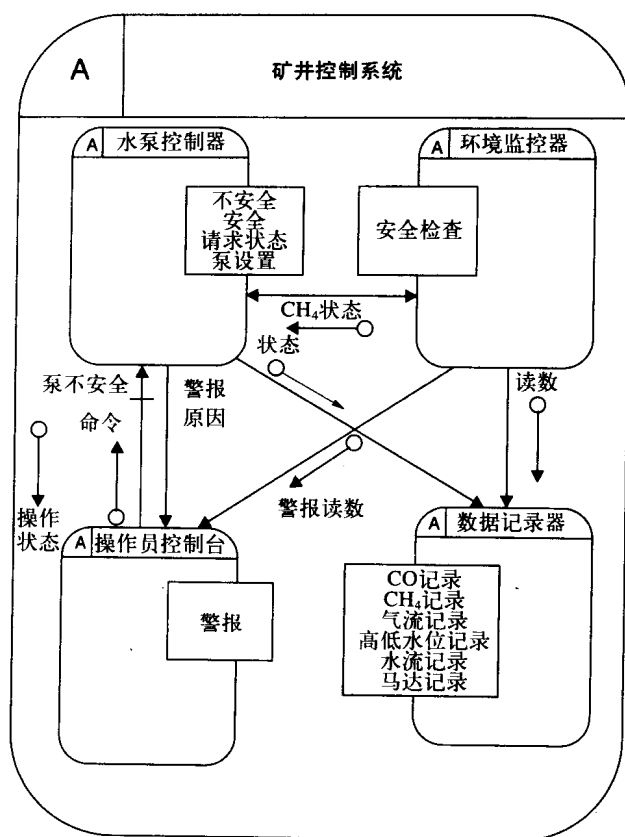 A
矿井控制系统
A 水泵控制器
不安全
安全
请求状态
泵设置
A 环境监控器
安全检查
CH₄状态
状态
泵不安全
警报
原因
命令
读数
操作
状态
警报读数
A 操作员控制台
警报
A 数据记录器
CO记录
CH₄记录
气流记录
高低水位记录
水流记录
马达记录